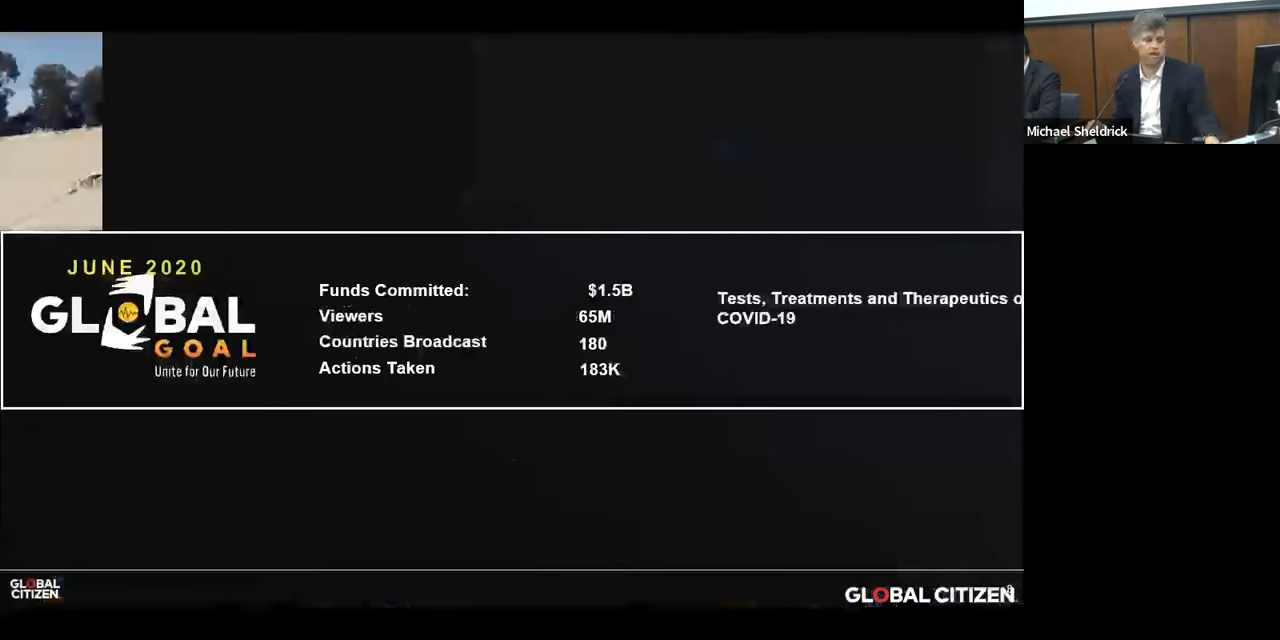 Michael Sheldrick
JUNE 2020
GLOBAL
GOAL
Unite for Our Future
Funds Committed: $1.5B
Viewers 65M
Countries Broadcast 180
Actions Taken 183K
Tests, Treatments and Therapeutics o
COVID-19
GLOBAL
CITIZEN
GLOBAL CITIZEN